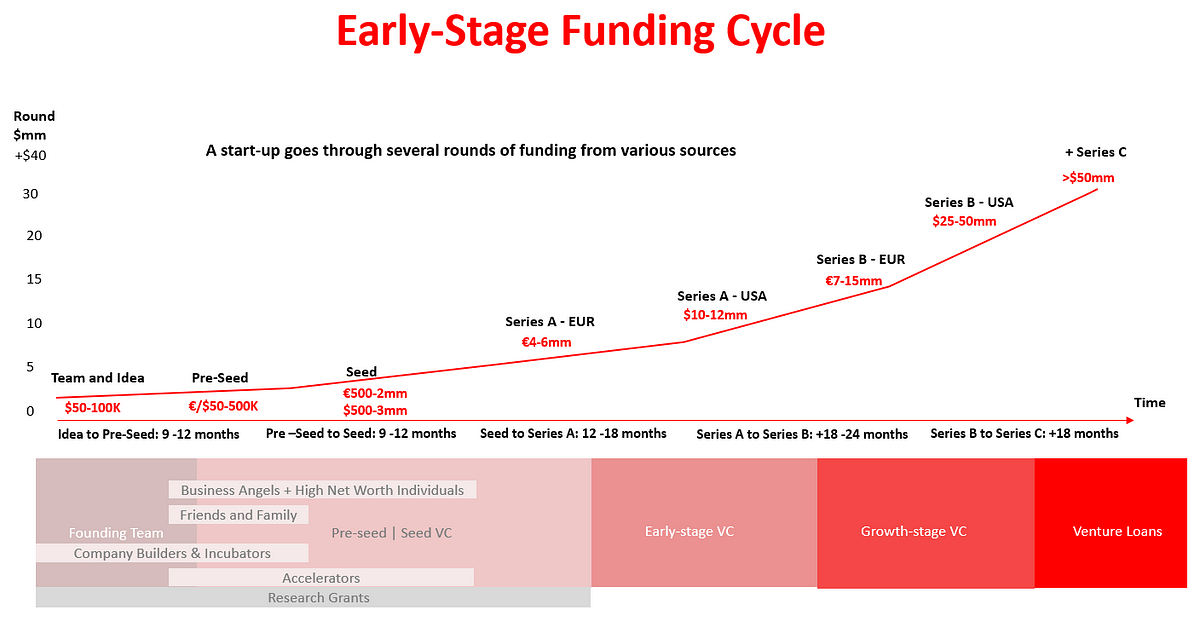 Early-Stage Funding Cycle
Round
$mm
+$40
A start-up goes through several rounds of funding from various sources
+ Series C
>$50mm
30
Series B - USA
$25-50mm
20
Series B - EUR
€7-15mm
15
Series A - USA
$10-12mm
10
Series A - EUR
€4-6mm
5
Team and Idea
$50-100K
Pre-Seed
€/$50-500K
Seed
€500-2mm
$500-3mm
0
Time
Idea to Pre-Seed: 9 -12 months
Pre –Seed to Seed: 9 -12 months
Seed to Series A: 12 -18 months
Series A to Series B: +18 -24 months
Series B to Series C: +18 months
Business Angels + High Net Worth Individuals
Friends and Family
Founding Team
Pre-seed | Seed VC
Early-stage VC
Growth-stage VC
Venture Loans
Company Builders & Incubators
Accelerators
Research Grants